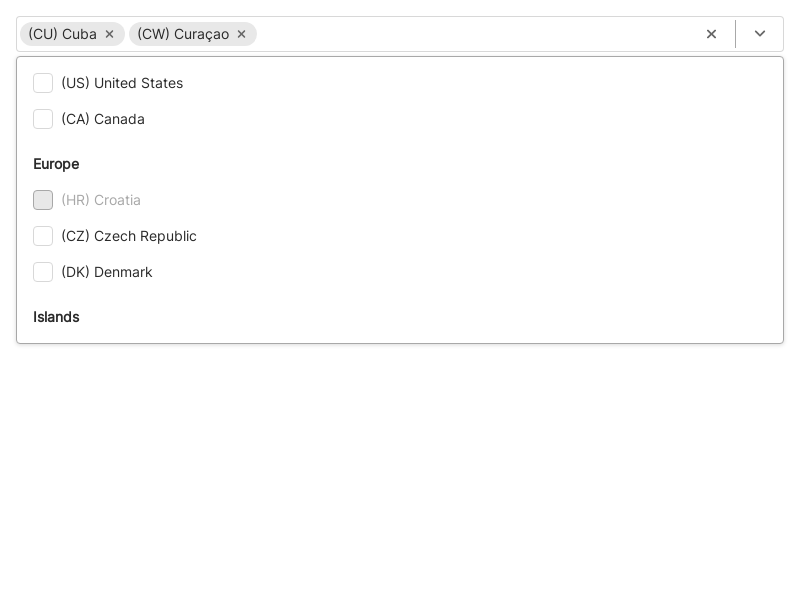 (CU) Cuba (CW) Curaçao
(US) United States
(CA) Canada
Europe
(HR) Croatia
(CZ) Czech Republic
(DK) Denmark
Islands